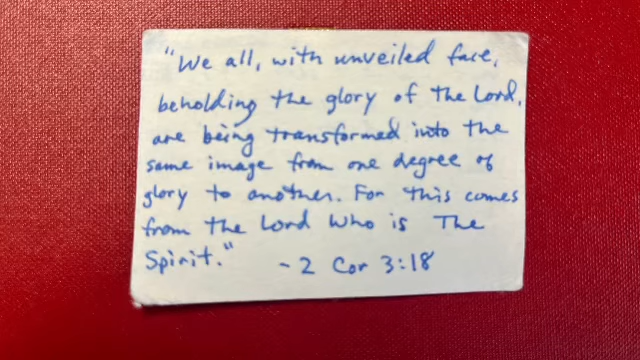 "We all, with unveiled face,
beholding the glory of the Lord,
are being transformed into the
same image from one degree of
glory to another. For this comes
from the Lord who is The
Spirit."   - 2 Cor 3:18